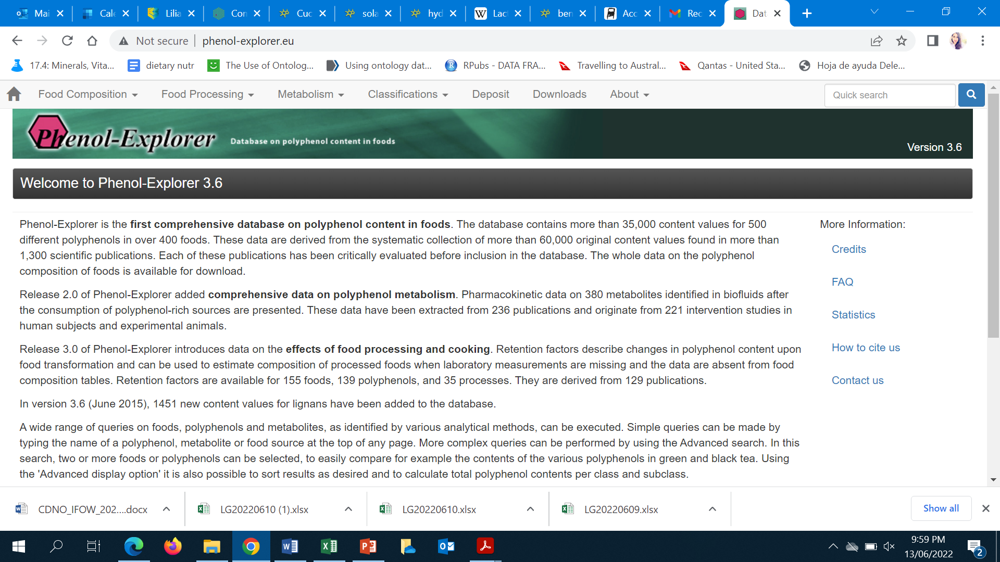 Mai
Cale
Lilia
Con
Cuc
sola
hyd
W
Lac
ben
Acc
Rec
Dat
Not secure
phenol-explorer.eu
17.4: Minerals, Vita...
dietary nutr
The Use of Ontolog...
Using ontology dat...
RPubs - DATA FRA...
Travelling to Austral...
Qantas - United Sta...
Hoja de ayuda Dele...
Food Composition
Food Processing
Metabolism
Classifications
Deposit
Downloads
About
Quick search
Phenol-Explorer
Database on polyphenol content in foods
Version 3.6
Welcome to Phenol-Explorer 3.6
Phenol-Explorer is the first comprehensive database on polyphenol content in foods. The database contains more than 35,000 content values for 500
different polyphenols in over 400 foods. These data are derived from the systematic collection of more than 60,000 original content values found in more than
1,300 scientific publications. Each of these publications has been critically evaluated before inclusion in the database. The whole data on the polyphenol
composition of foods is available for download.
Release 2.0 of Phenol-Explorer added comprehensive data on polyphenol metabolism. Pharmacokinetic data on 380 metabolites identified in biofluids after
the consumption of polyphenol-rich sources are presented. These data have been extracted from 236 publications and originate from 221 intervention studies in
human subjects and experimental animals.
Release 3.0 of Phenol-Explorer introduces data on the effects of food processing and cooking. Retention factors describe changes in polyphenol content upon
food transformation and can be used to estimate composition of processed foods when laboratory measurements are missing and the data are absent from food
composition tables. Retention factors are available for 155 foods, 139 polyphenols, and 35 processes. They are derived from 129 publications.
In version 3.6 (June 2015), 1451 new content values for lignans have been added to the database.
A wide range of queries on foods, polyphenols and metabolites, as identified by various analytical methods, can be executed. Simple queries can be made by
typing the name of a polyphenol, metabolite or food source at the top of any page. More complex queries can be performed by using the Advanced search. In this
search, two or more foods or polyphenols can be selected, to easily compare for example the contents of the various polyphenols in green and black tea. Using
the 'Advanced display option' it is also possible to sort results as desired and to calculate total polyphenol contents per class and subclass.
More Information:
Credits
FAQ
Statistics
How to cite us
Contact us
CDNO_IFOW_202....docx
LG20220610 (1).xlsx
LG20220610.xlsx
LG20220609.xlsx
Show all
9:59 PM
13/06/2022
2